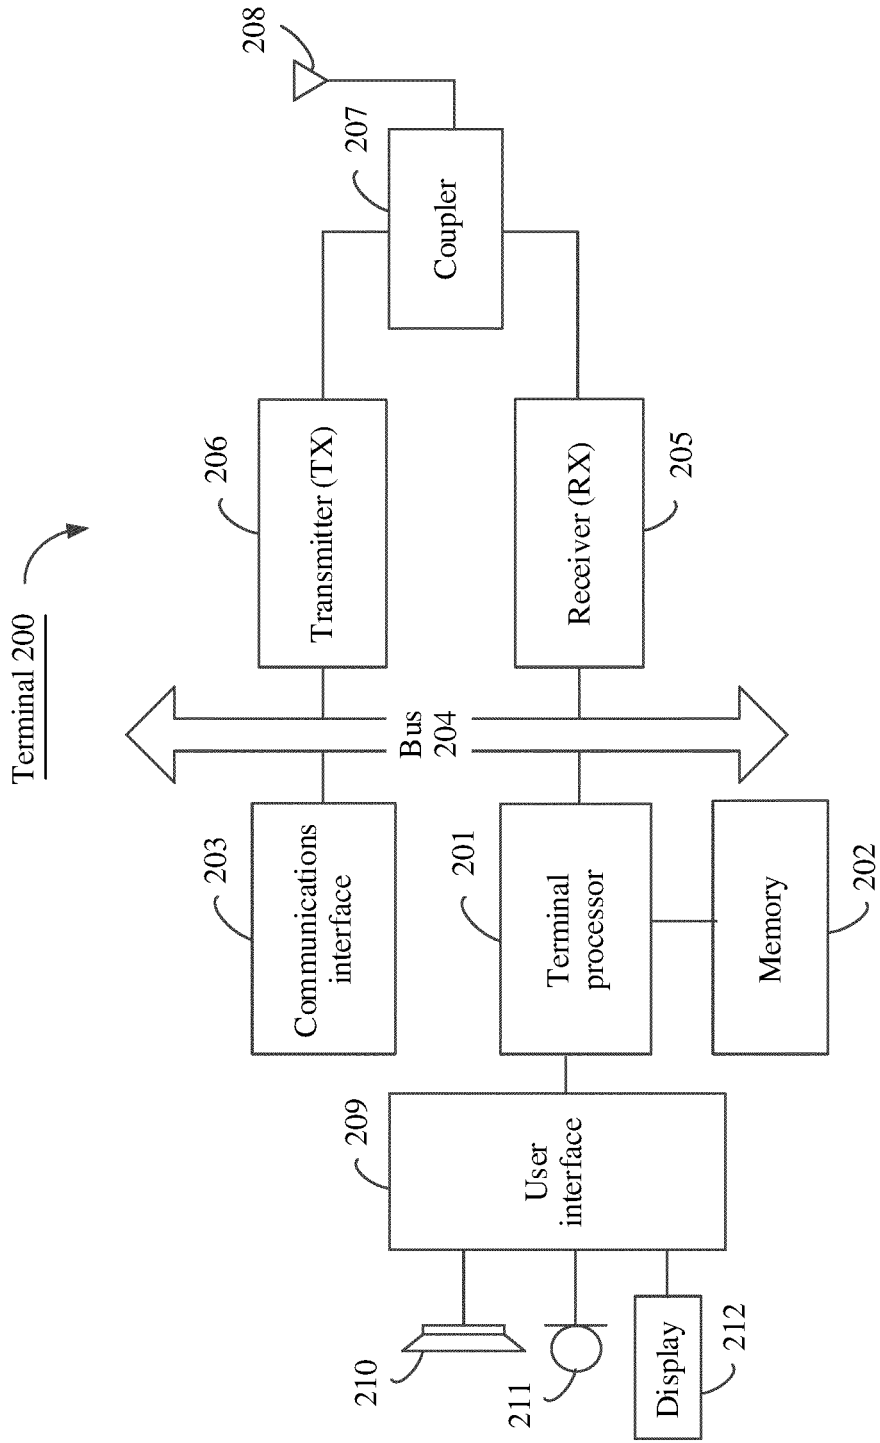 Terminal 200
208
207
Coupler
206
Transmitter (TX)
205
Receiver (RX)
Bus
204
203
Communications
interface
201
Terminal
processor
202
Memory
209
User
interface
210
211
Display
212